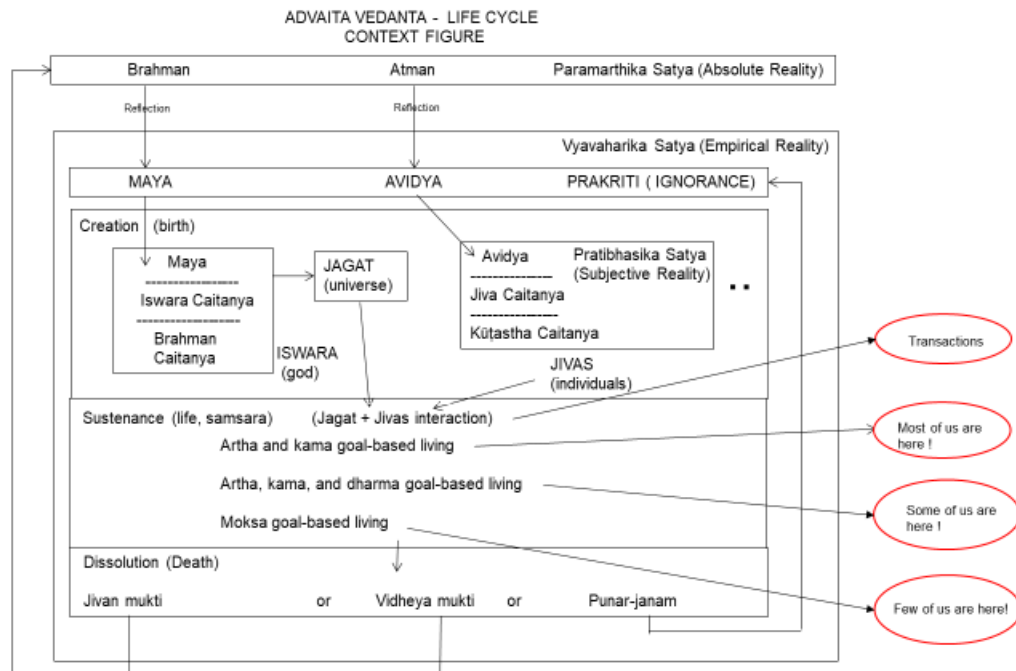 ADVAITA VEDANTA - LIFE CYCLE
CONTEXT FIGURE
Brahman Atman Paramarthika Satya (Absolute Reality)
Reflection Reflection
Vyavaharika Satya (Empirical Reality)
MAYA AVIDYA PRAKRITI ( IGNORANCE)
Creation (birth)
Maya
-------------------
Iswara Caitanya
-------------------
Brahman
Caitanya
ISWARA
(god)
JAGAT
(universe)
Avidya
----------------
Jiva Caitanya
----------------
Kūṭastha Caitanya
Pratibhasika Satya
(Subjective Reality)
..
JIVAS
(individuals)
Transactions
Sustenance (life, samsara) (Jagat + Jivas interaction)
Artha and kama goal-based living
Most of us are
here !
Artha, kama, and dharma goal-based living
Some of us are
here !
Moksa goal-based living
Dissolution (Death)
Jivan mukti or Vidheya mukti or Punar-janam
Few of us are here!